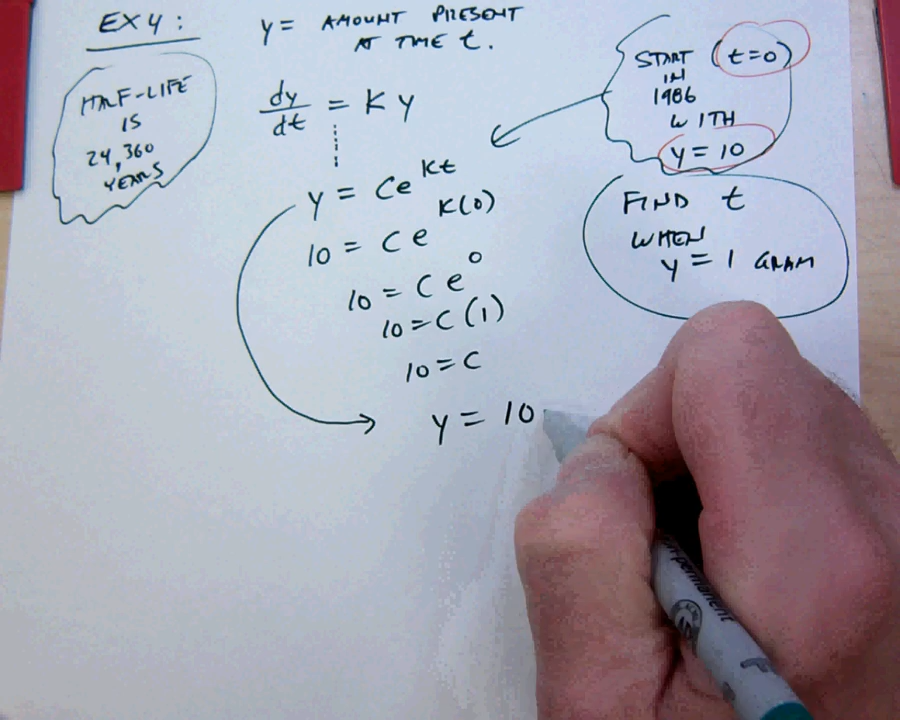 EX 4:
y = AMOUNT PRESENT
AT TIME t.
HALF-LIFE
IS
24,360
YEARS
dy/dt = Ky
START (t=0)
IN
1986
WITH
y = 10
y = Ce^Kt
10 = Ce^K(0)
10 = Ce^0
10 = C(1)
10 = C
y = 10
FIND t
WHEN
y = 1 GRAM
permanent